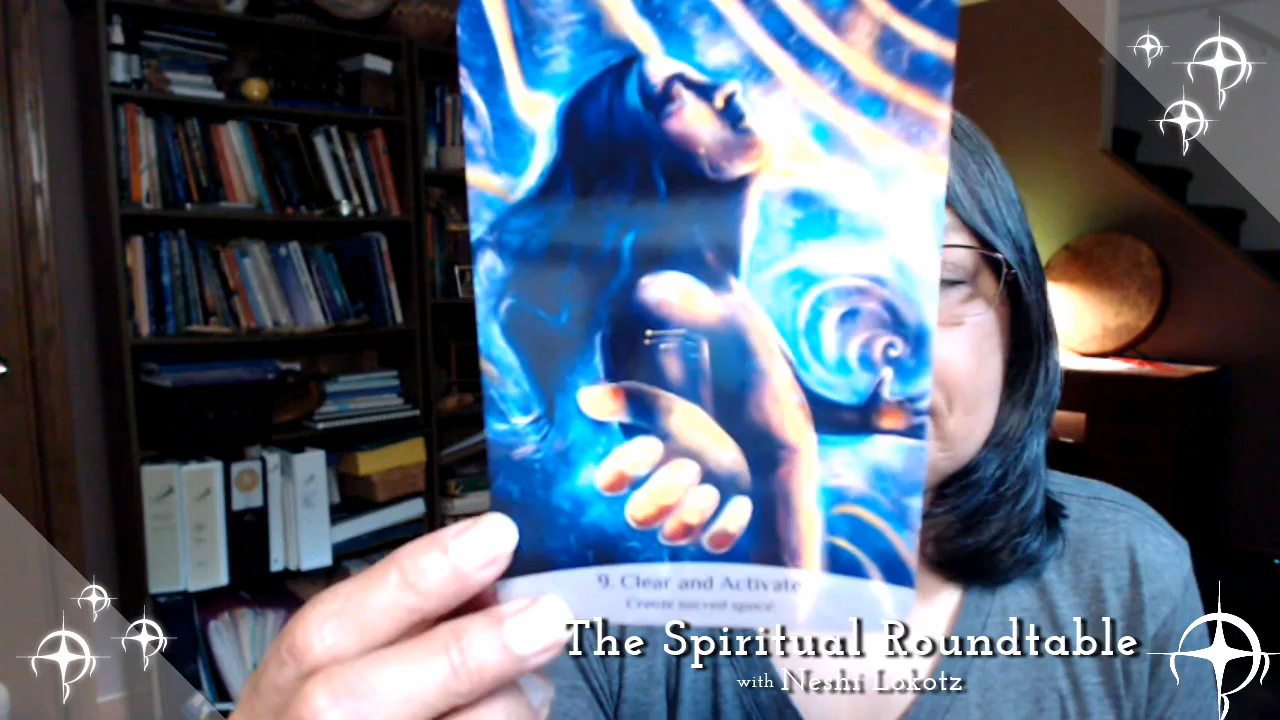 9. Clear and Activate
Create sacred space
The Spiritual Roundtable
with Neshi Lokotz